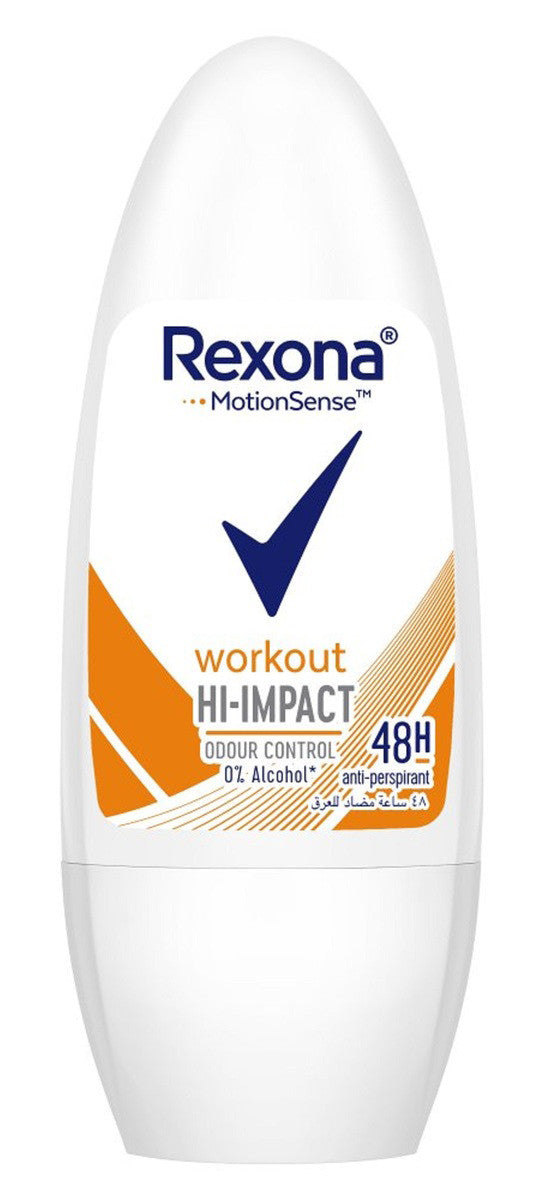 Rexona®
MotionSense™
workout
HI-IMPACT
ODOUR CONTROL
0% Alcohol*
48H
anti-perspirant
٤٨ ساعة مضاد للعرق